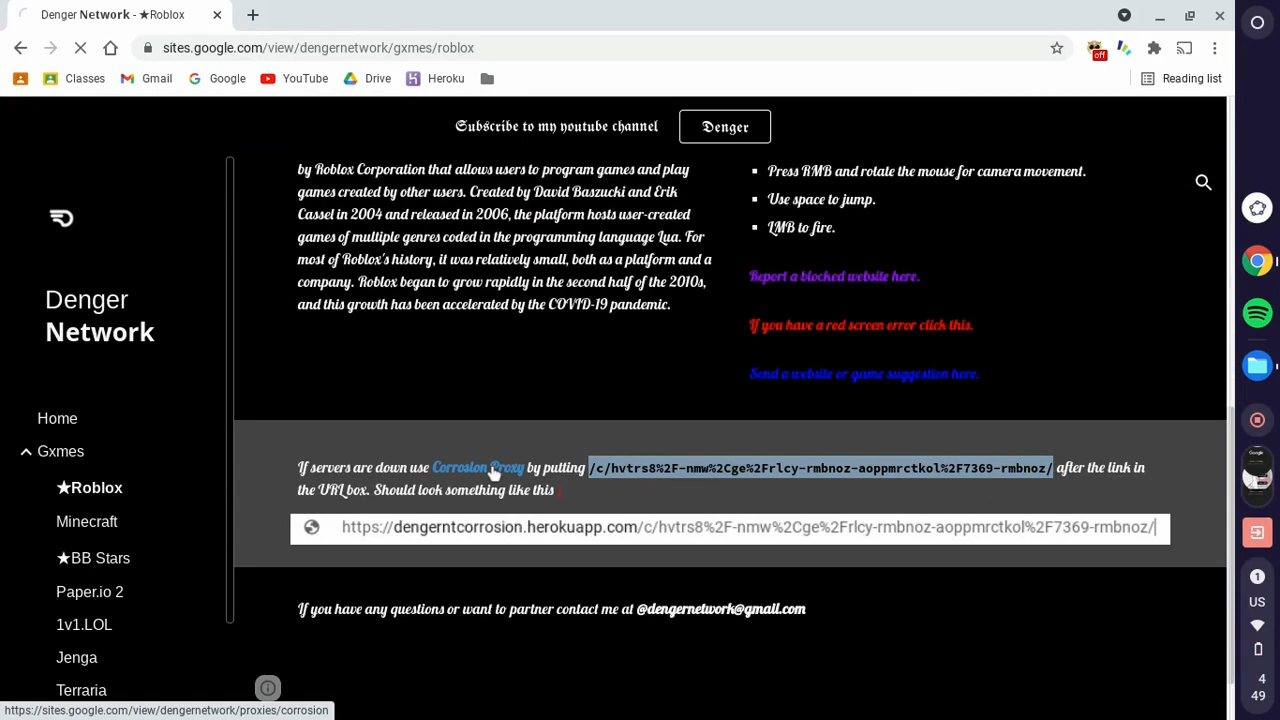 Denger Network - ★Roblox
sites.google.com/view/dengernetwork/gxmes/roblox
off
Classes
Gmail
Google
YouTube
Drive
Heroku
Reading list
Subscribe to my youtube channel
Denger
Denger
Network
Home
Gxmes
★Roblox
Minecraft
★BB Stars
Paper.io 2
1v1.LOL
Jenga
Terraria
by Roblox Corporation that allows users to program games and play
games created by other users. Created by David Baszucki and Erik
Cassel in 2004 and released in 2006, the platform hosts user-created
games of multiple genres coded in the programming language Lua. For
most of Roblox's history, it was relatively small, both as a platform and a
company. Roblox began to grow rapidly in the second half of the 2010s,
and this growth has been accelerated by the COVID-19 pandemic.
Press RMB and rotate the mouse for camera movement.
Use space to jump.
LMB to fire.
Report a blocked website here.
If you have a red screen error click this.
Send a website or game suggestion here.
If servers are down use Corrosion Proxy by putting /c/hvtrs8%2F-nmw%2Cge%2Frlcy-rmbnoz-aoppmrctkol%2F7369-rmbnoz/ after the link in
the URL box. Should look something like this :
https://dengerntcorrosion.herokuapp.com/c/hvtrs8%2F-nmw%2Cge%2Frlcy-rmbnoz-aoppmrctkol%2F7369-rmbnoz/
If you have any questions or want to partner contact me at @dengernetwork@gmail.com
https://sites.google.com/view/dengernetwork/proxies/corrosion
Google
1
US
4
49